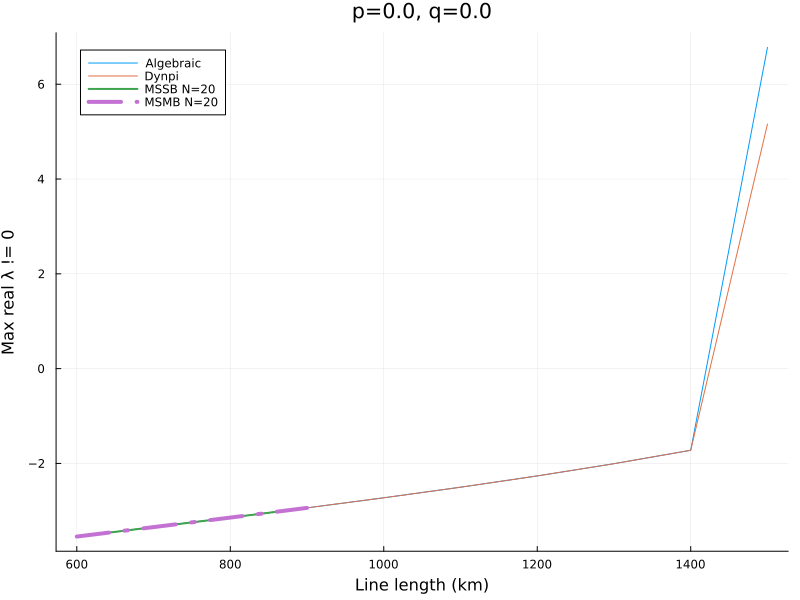 p=0.0, q=0.0
Algebraic
Dynpi
MSSB N=20
MSMB N=20
Max real λ != 0
6
4
2
0
−2
600
800
1000
1200
1400
Line length (km)